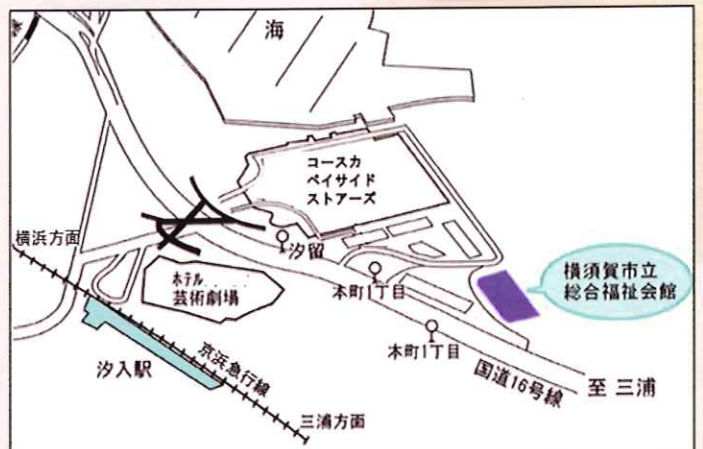 海
コースカ
ベイサイド
ストアーズ
横浜方面
汐留
ホテル
芸術劇場
本町1丁目
横須賀市立
総合福祉会館
本町1丁目
京浜急行線
汐入駅
国道16号線
至 三浦
三浦方面